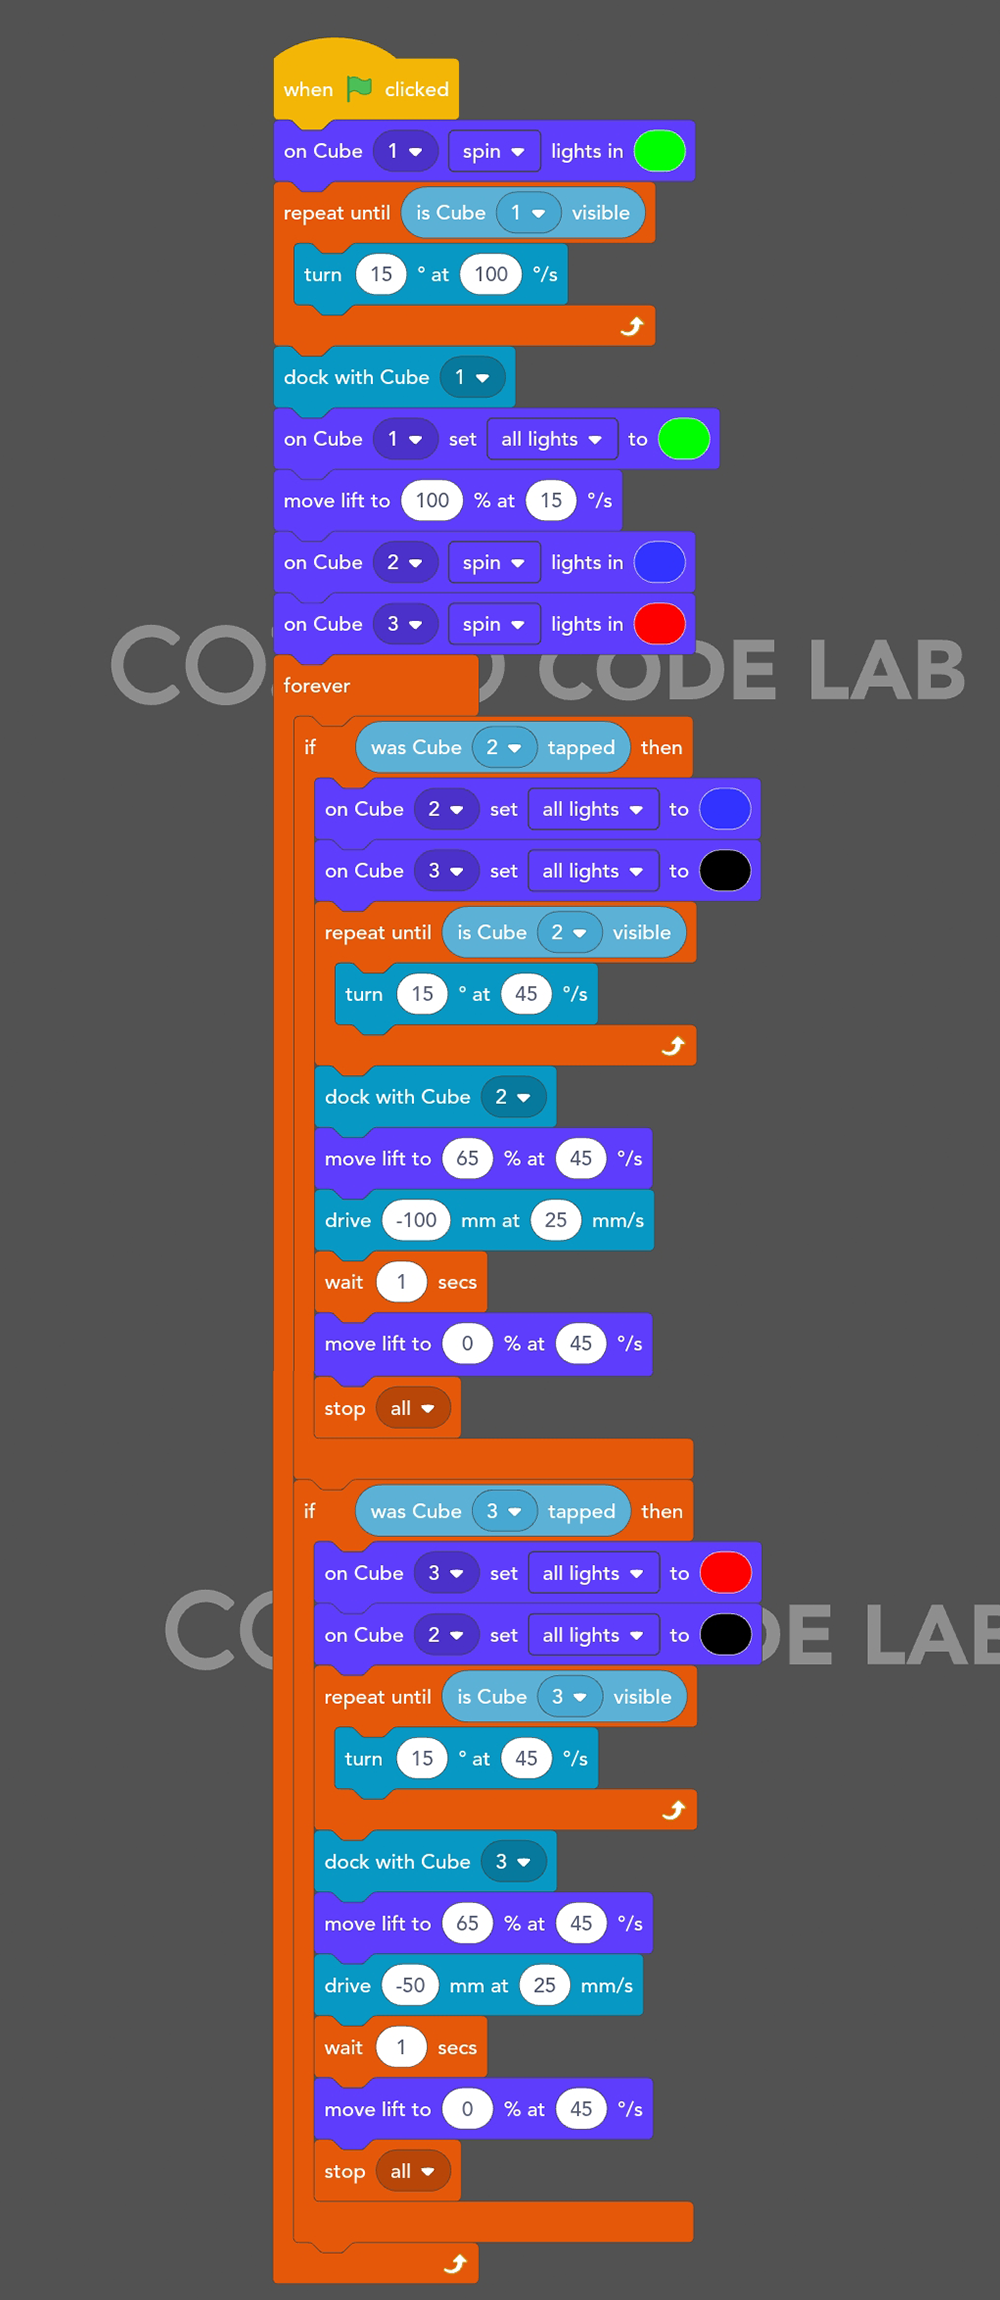 when clicked
on Cube 1 spin lights in
repeat until is Cube 1 visible
turn 15 ° at 100 °/s
dock with Cube 1
on Cube 1 set all lights to
move lift to 100 % at 15 °/s
on Cube 2 spin lights in
on Cube 3 spin lights in
CO O CODE LAB
forever
if was Cube 2 tapped then
on Cube 2 set all lights to
on Cube 3 set all lights to
repeat until is Cube 2 visible
turn 15 ° at 45 °/s
dock with Cube 2
move lift to 65 % at 45 °/s
drive -100 mm at 25 mm/s
wait 1 secs
move lift to 0 % at 45 °/s
stop all
if was Cube 3 tapped then
on Cube 3 set all lights to
CO DE LAB
on Cube 2 set all lights to
repeat until is Cube 3 visible
turn 15 ° at 45 °/s
dock with Cube 3
move lift to 65 % at 45 °/s
drive -50 mm at 25 mm/s
wait 1 secs
move lift to 0 % at 45 °/s
stop all